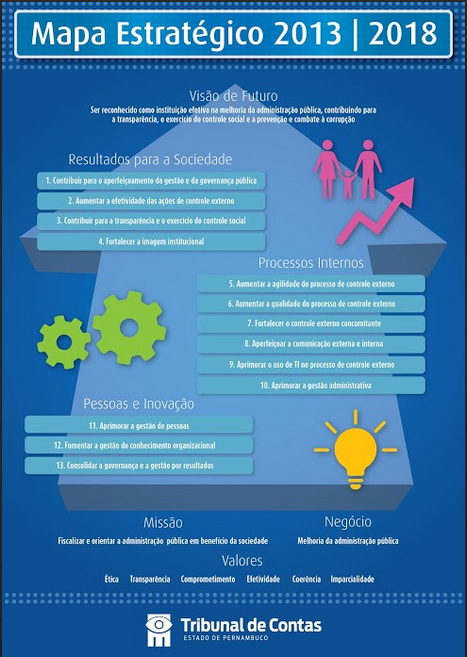 Mapa Estratégico 2013 | 2018
Visão de Futuro
Ser reconhecido como instituição efetiva na melhoria da administração pública, contribuindo para
a transparência, o exercício do controle social e a prevenção e combate à corrupção
Resultados para a Sociedade
1. Contribuir para o aperfeiçoamento da gestão e da governança pública
2. Aumentar a efetividade das ações de controle externo
3. Contribuir para a transparência e o exercício do controle social
4. Fortalecer a imagem institucional
Processos Internos
5. Aumentar a agilidade do processo de controle externo
6. Aumentar a qualidade do processo de controle externo
7. Fortalecer o controle externo concomitante
8. Aperfeiçoar a comunicação externa e interna
9. Aprimorar o uso de TI no processo de controle externo
10. Aprimorar a gestão administrativa
Pessoas e Inovação
11. Aprimorar a gestão de pessoas
12. Fomentar a gestão do conhecimento organizacional
13. Consolidar a governança e a gestão por resultados
Missão
Fiscalizar e orientar a administração pública em benefício da sociedade
Negócio
Melhoria da administração pública
Valores
Ética Transparência Comprometimento Efetividade Coerência Imparcialidade
Tribunal de Contas
ESTADO DE PERNAMBUCO